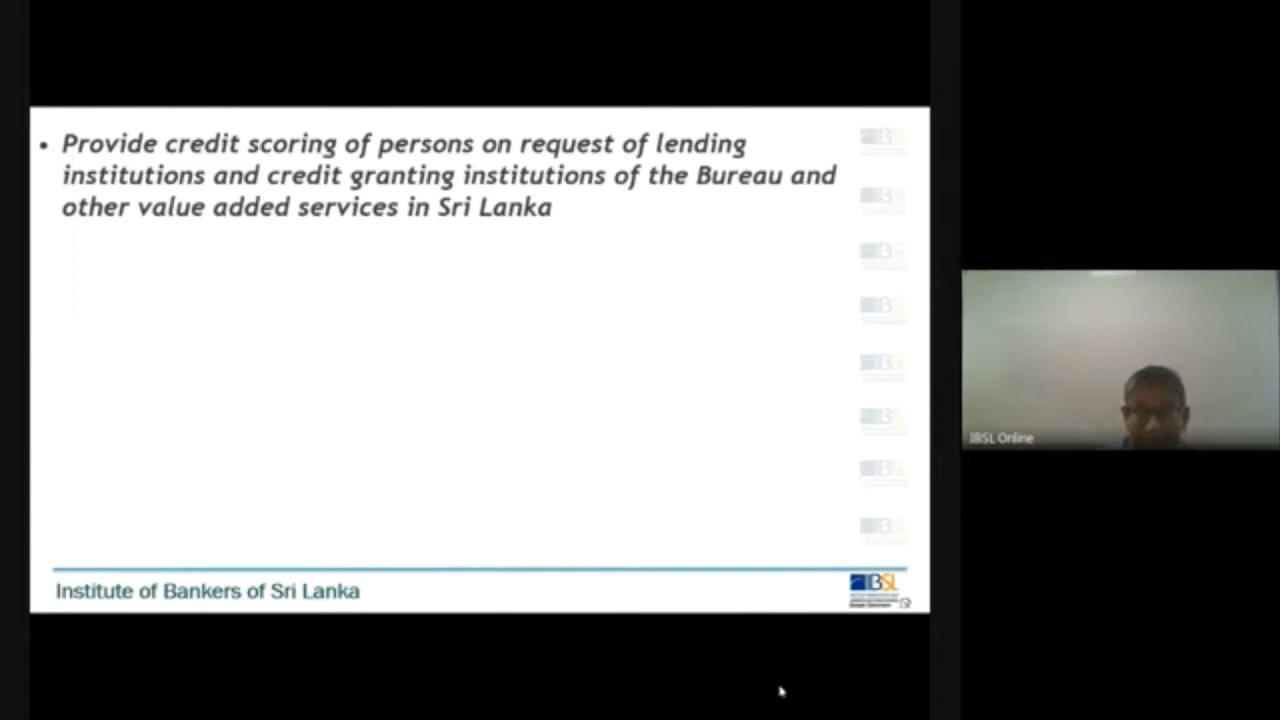 • Provide credit scoring of persons on request of lending
institutions and credit granting institutions of the Bureau and
other value added services in Sri Lanka
Institute of Bankers of Sri Lanka
IBSL
IBSL Online